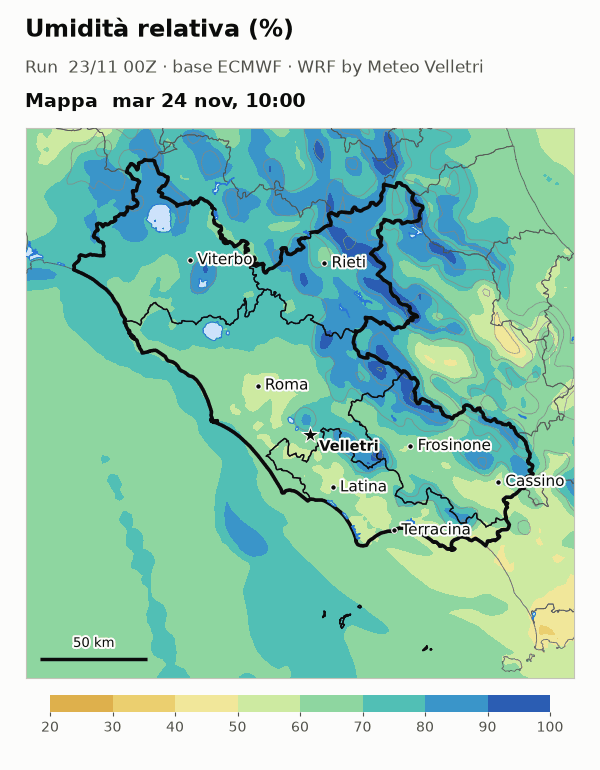 Umidità relativa (%)
Run  23/11 00Z · base ECMWF · WRF by Meteo Velletri
Mappa  mar 24 nov, 10:00
Viterbo
Rieti
Roma
Velletri
Frosinone
Latina
Cassino
Terracina
50 km
20 30 40 50 60 70 80 90 100